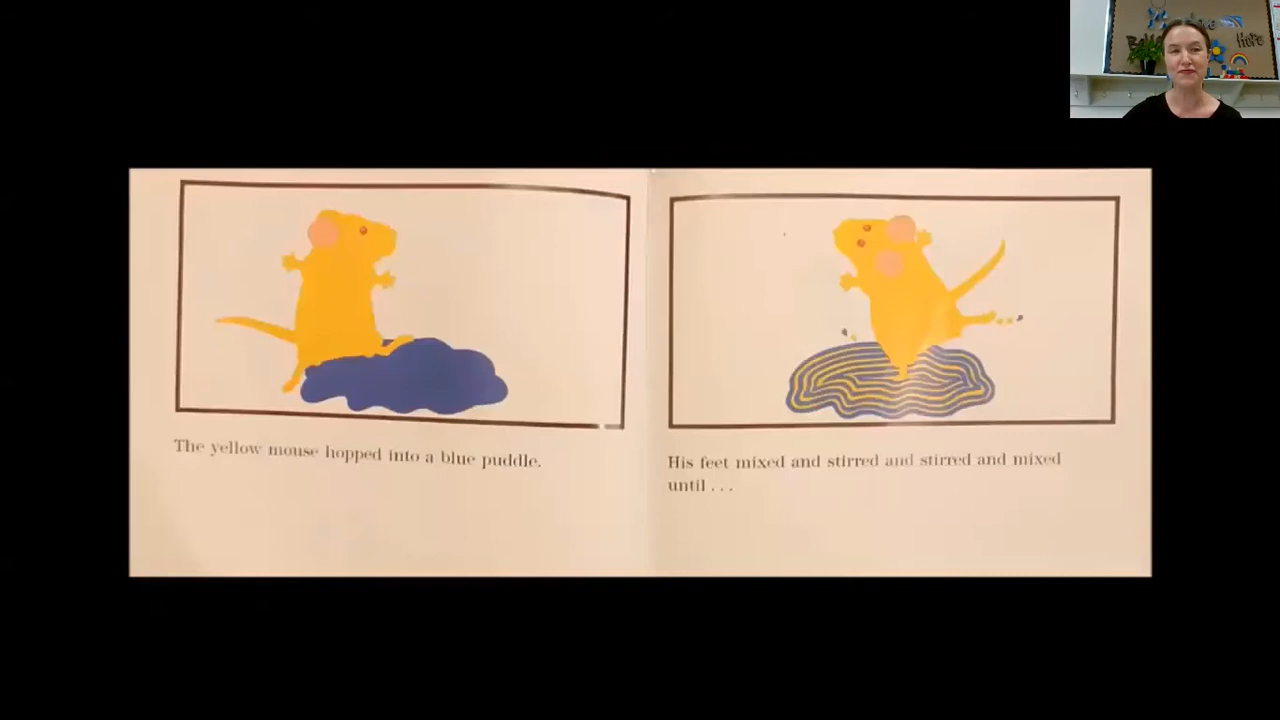 The yellow mouse hopped into a blue puddle.
His feet mixed and stirred and stirred and mixed
until . . .